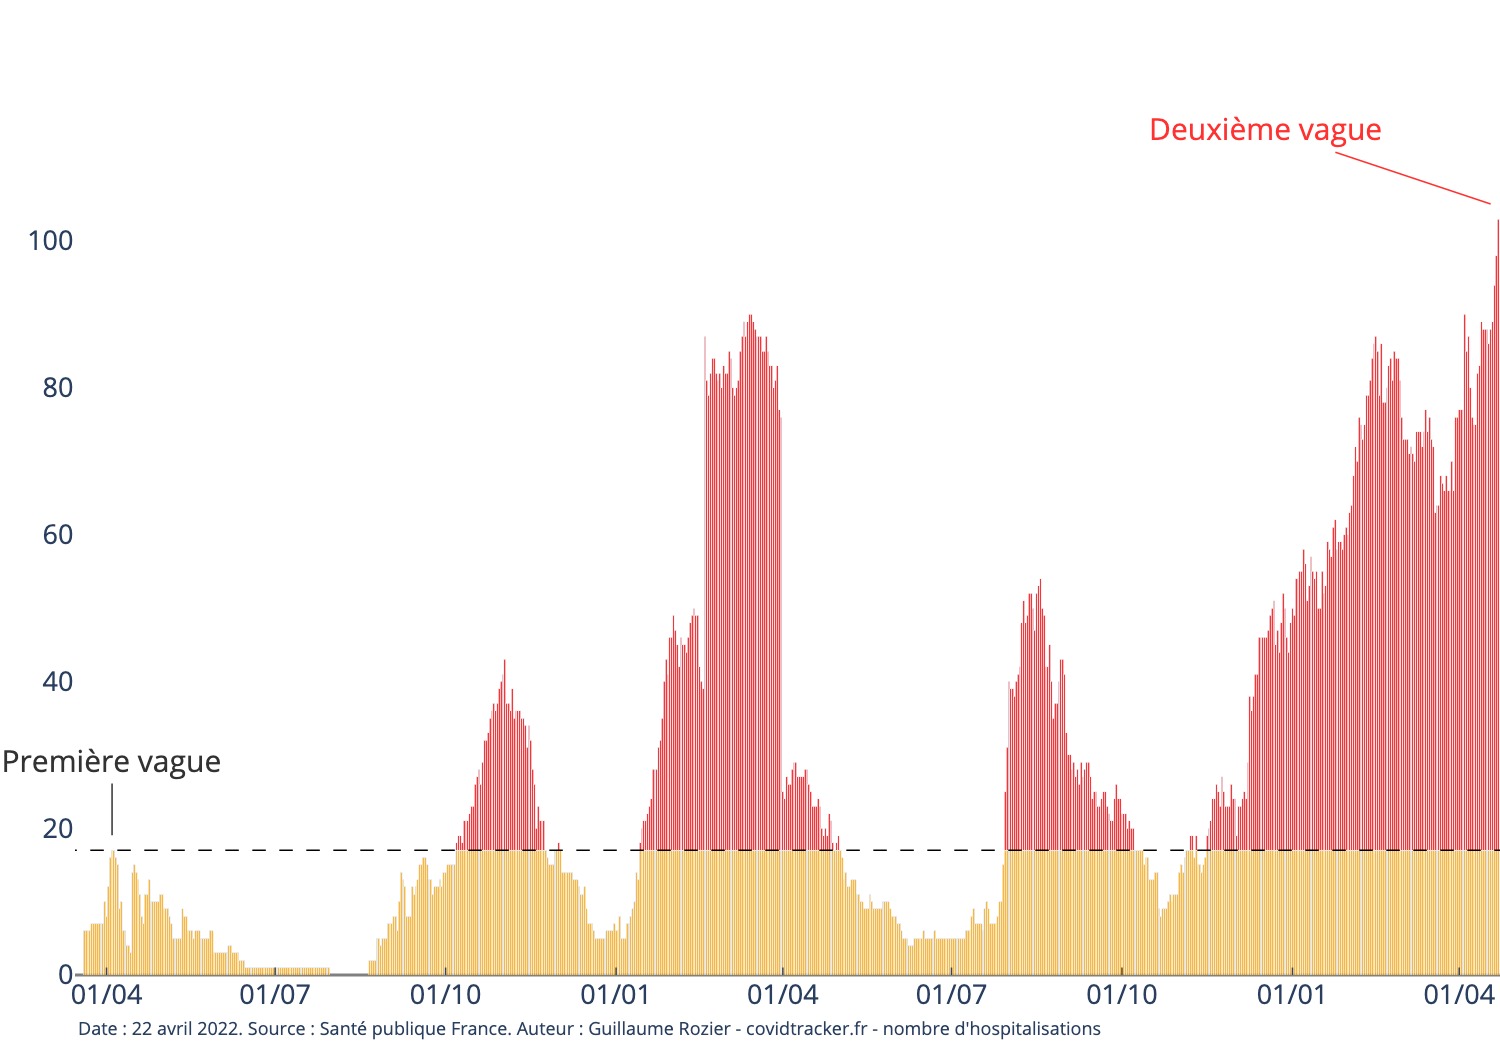 Deuxième vague
100
80
60
40
Première vague
20
0
01/04 01/07 01/10 01/01 01/04 01/07 01/10 01/01 01/04
Date : 22 avril 2022. Source : Santé publique France. Auteur : Guillaume Rozier - covidtracker.fr - nombre d'hospitalisations